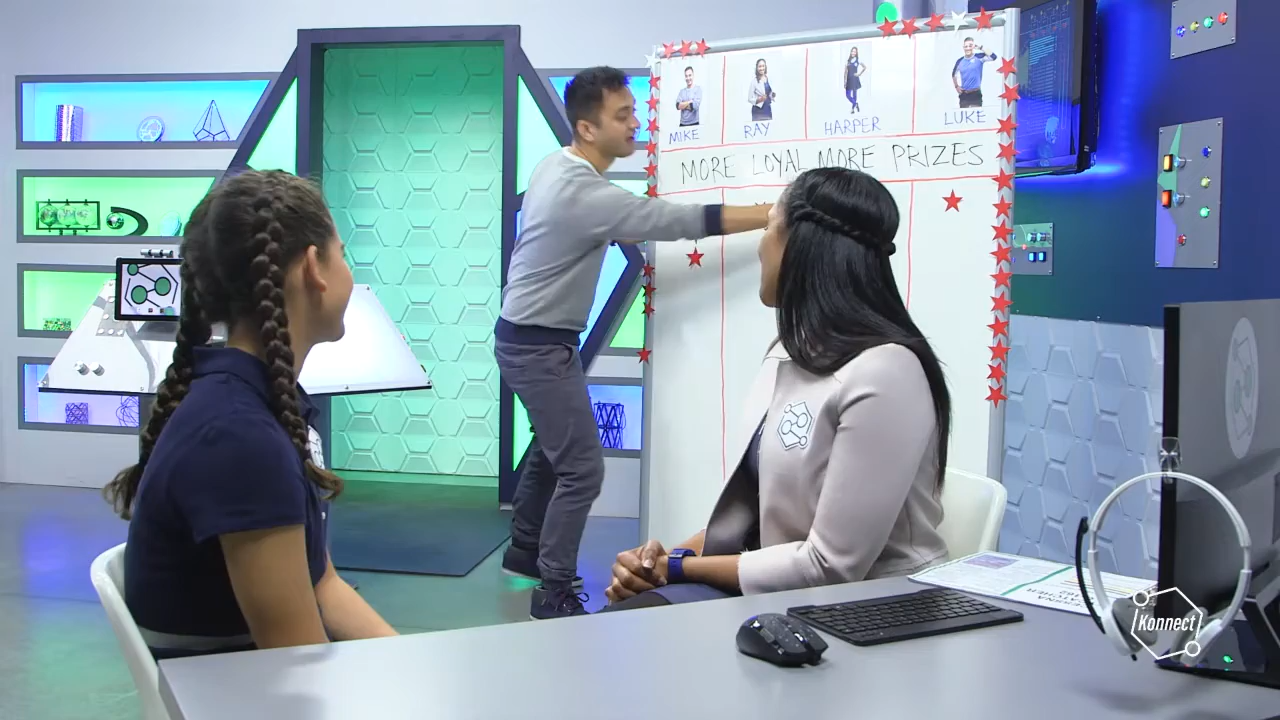 MIKE
RAY
HARPER
LUKE
MORE LOYAL MORE PRIZES
Konnect